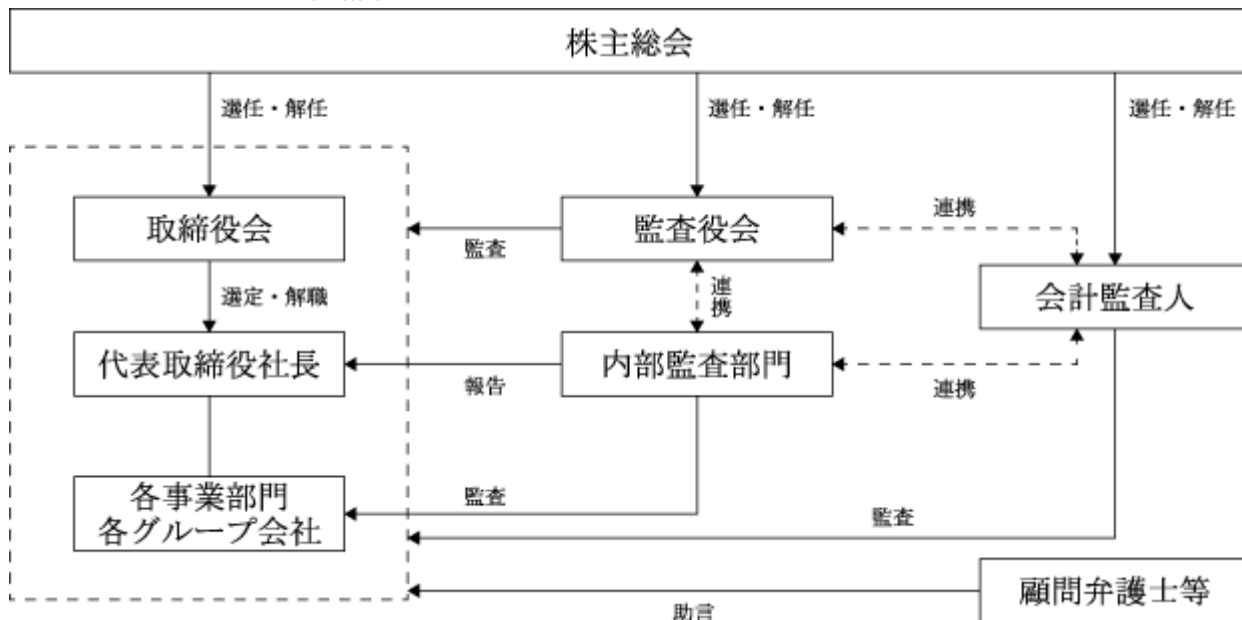 株主総会
選任・解任
選任・解任
選任・解任
取締役会
監査
監査役会
連携
選定・解職
連携
会計監査人
代表取締役社長
報告
内部監査部門
連携
各事業部門
各グループ会社
監査
監査
顧問弁護士等
助言